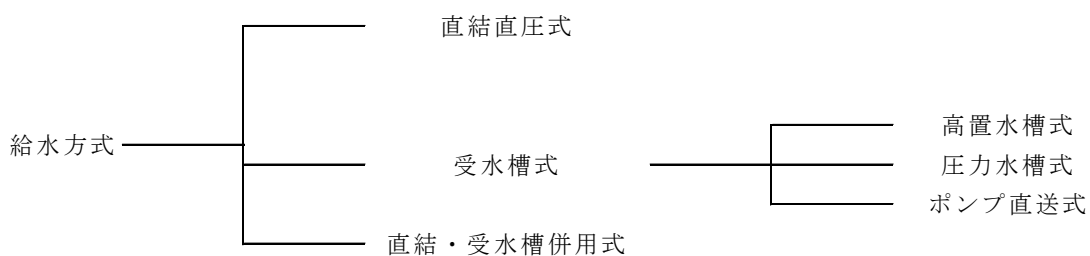 直結直圧式
給水方式
受水槽式
高置水槽式
圧力水槽式
ポンプ直送式
直結・受水槽併用式